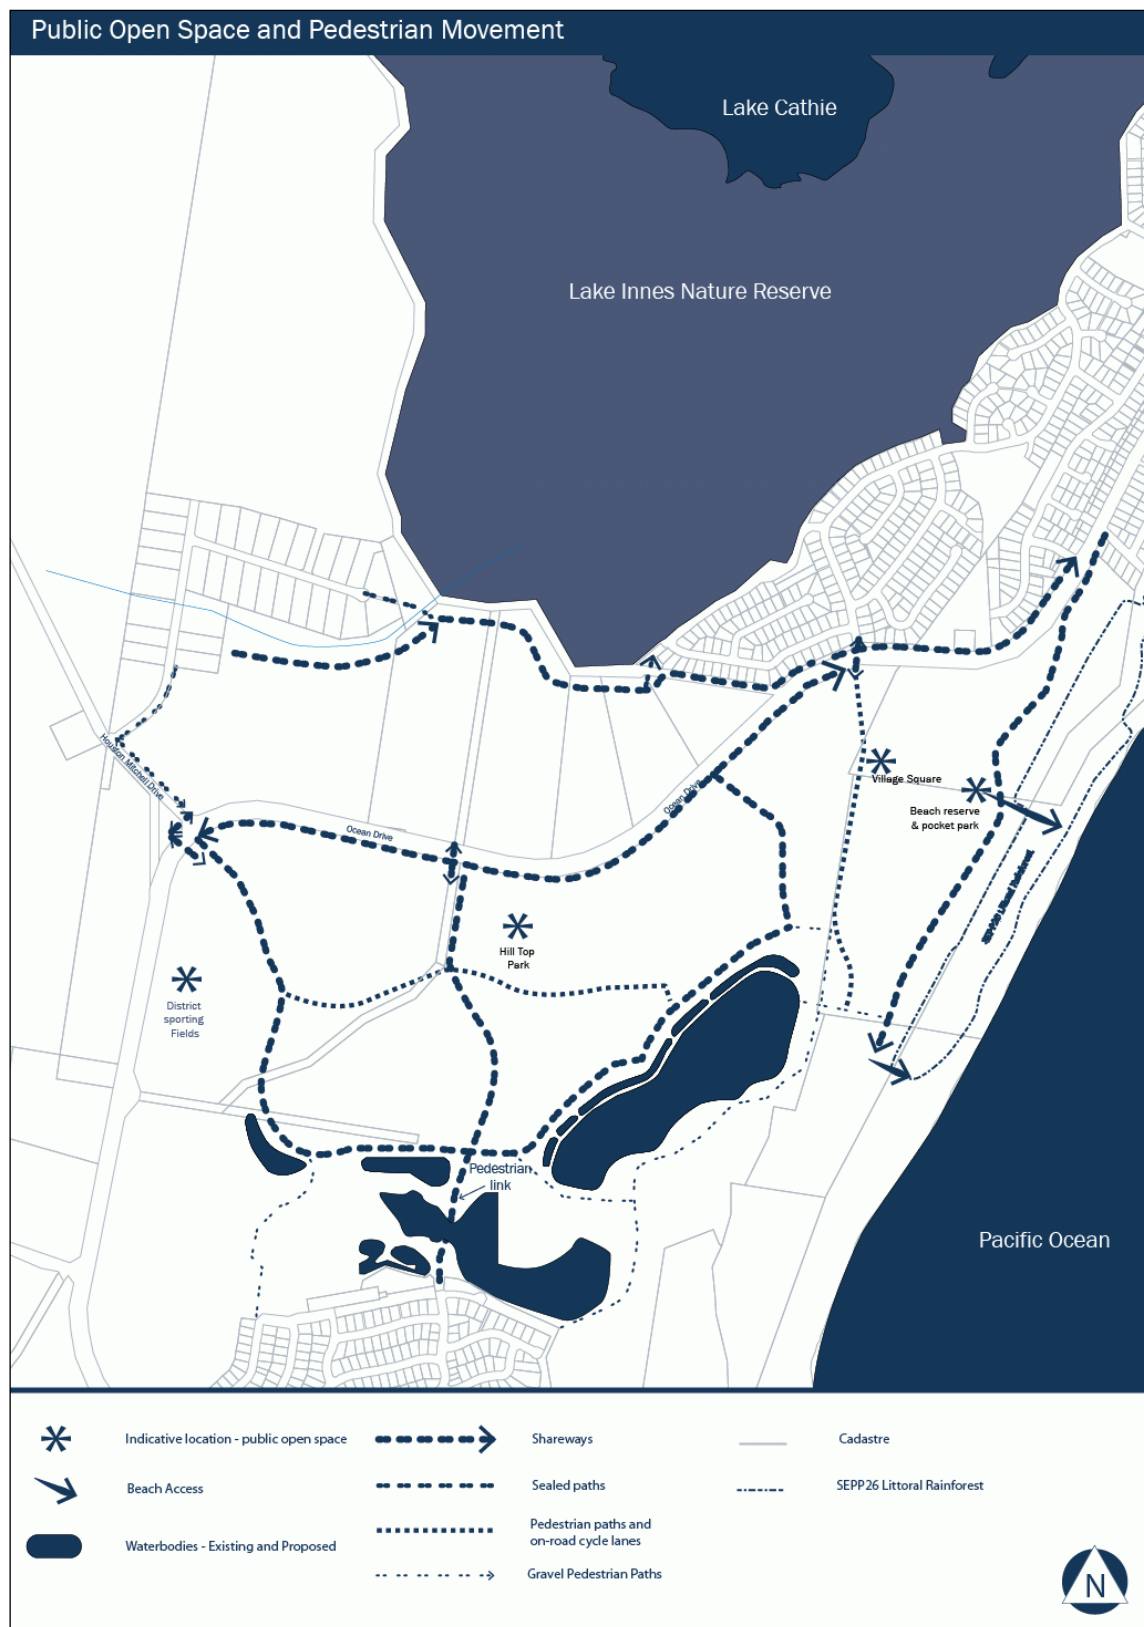 Public Open Space and Pedestrian Movement
Lake Cathie
Lake Innes Nature Reserve
Houston Mitchell Drive
Ocean Drive
Ocean Drive
Village Square
Beach reserve
& pocket park
SEPP26 Littoral Rainforest
Hill Top
Park
District
sporting
Fields
Pedestrian
link
Pacific Ocean
Indicative location - public open space
Beach Access
Waterbodies - Existing and Proposed
Shareways
Sealed paths
Pedestrian paths and
on-road cycle lanes
Gravel Pedestrian Paths
Cadastre
SEPP26 Littoral Rainforest
N